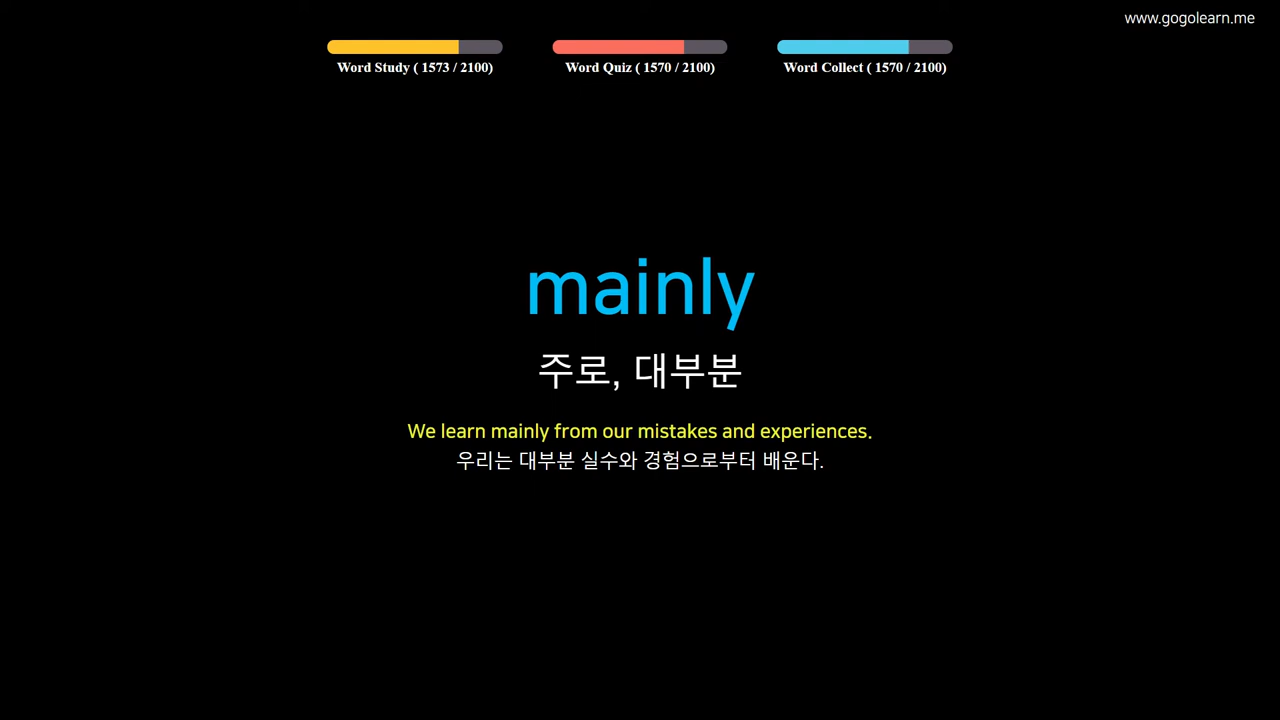 www.gogolearn.me
Word Study ( 1573 / 2100)
Word Quiz ( 1570 / 2100)
Word Collect ( 1570 / 2100)
mainly
주로, 대부분
We learn mainly from our mistakes and experiences.
우리는 대부분 실수와 경험으로부터 배운다.